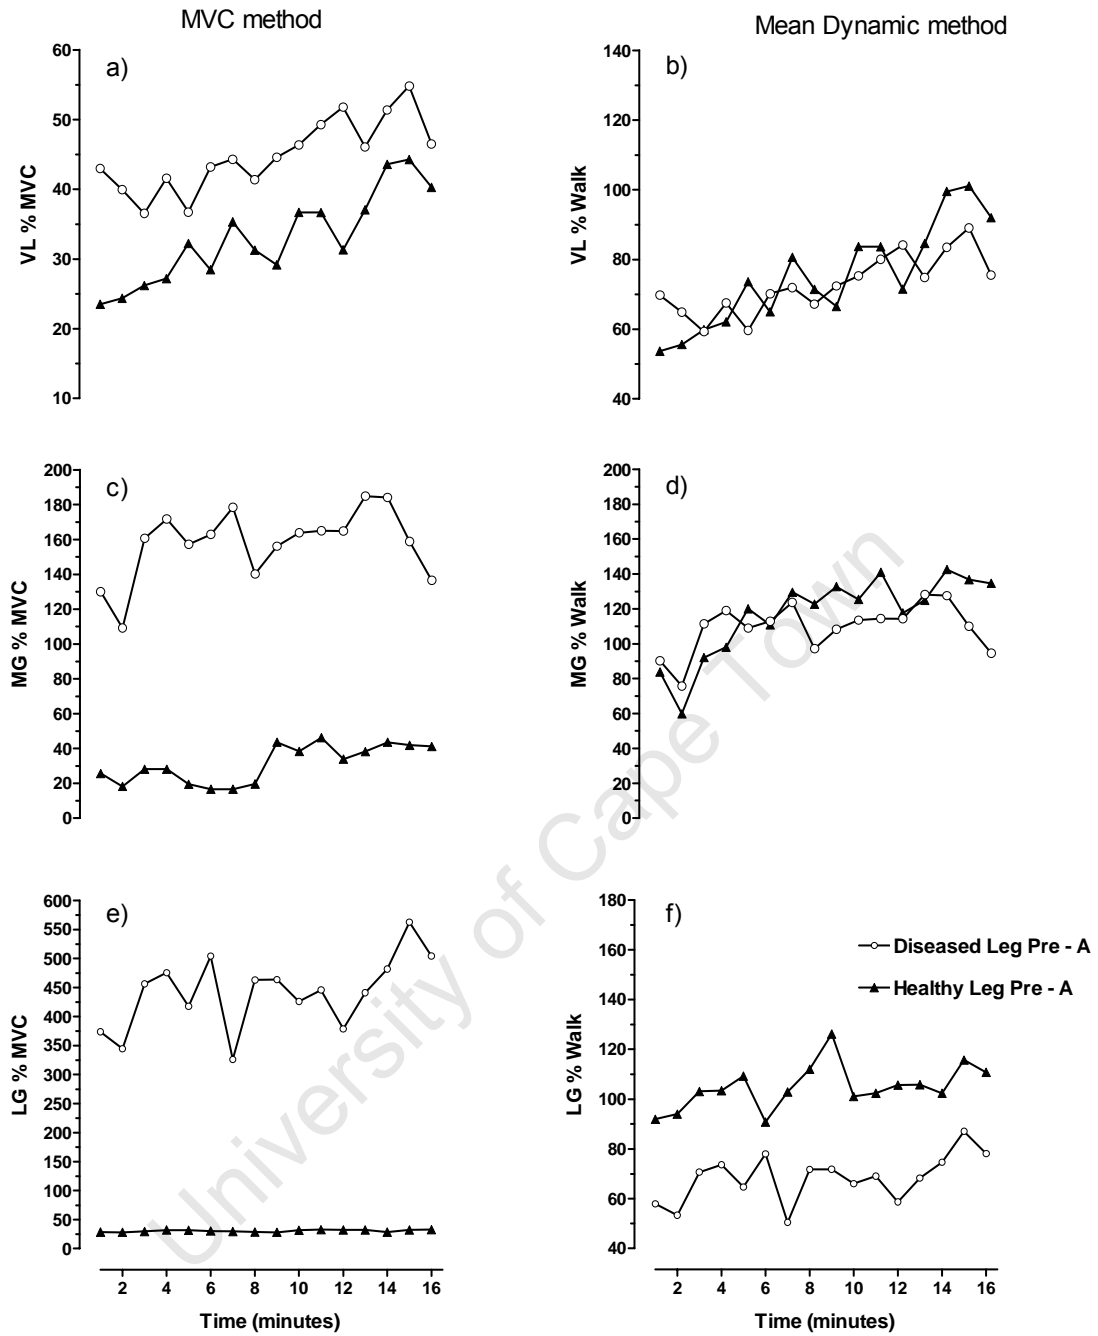 MVC method
Mean Dynamic method
a)
60
50
40
30
20
10
VL % MVC
b)
140
120
100
80
60
40
VL % Walk
c)
200
180
160
140
120
100
80
60
40
20
0
MG % MVC
d)
200
180
160
140
120
100
80
60
40
20
0
MG % Walk
e)
600
550
500
450
400
350
300
250
200
150
100
50
0
LG % MVC
2 4 6 8 10 12 14 16
Time (minutes)
f)
180
160
140
120
100
80
60
40
LG % Walk
Diseased Leg Pre - A
Healthy Leg Pre - A
2 4 6 8 10 12 14 16
Time (minutes)
University of Cape Town